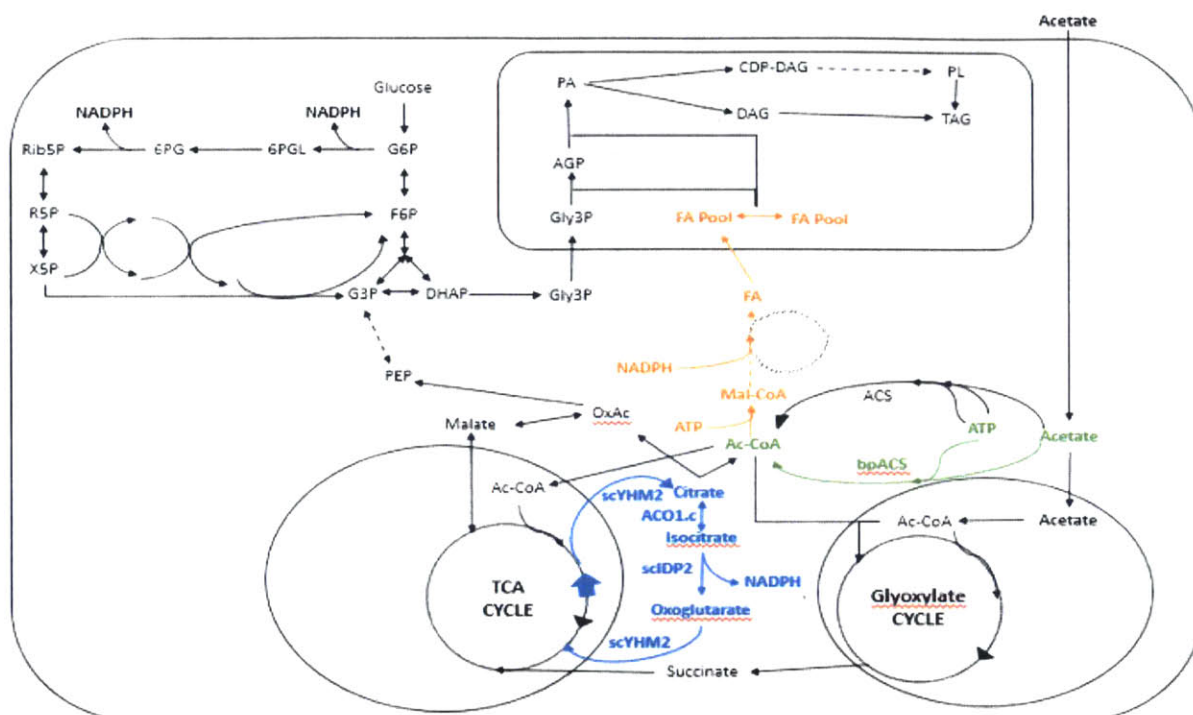 Acetate
CDP-DAG
PL
PA
DAG
TAG
Glucose
NADPH
NADPH
Rib5P
6PG
6PGL
G6P
AGP
R5P
F6P
Gly3P
FA Pool
FA Pool
X5P
G3P
DHAP
Gly3P
FA
NADPH
PEP
Mal-CoA
ACS
OxAc
Malate
ATP
ATP
Ac-CoA
Acetate
bpACS
Ac-CoA
scYHM2
Citrate
ACO1.c
Isocitrate
Ac-CoA
Acetate
scIDP2
NADPH
TCA
CYCLE
Glyoxylate
CYCLE
Oxoglutarate
scYHM2
Succinate